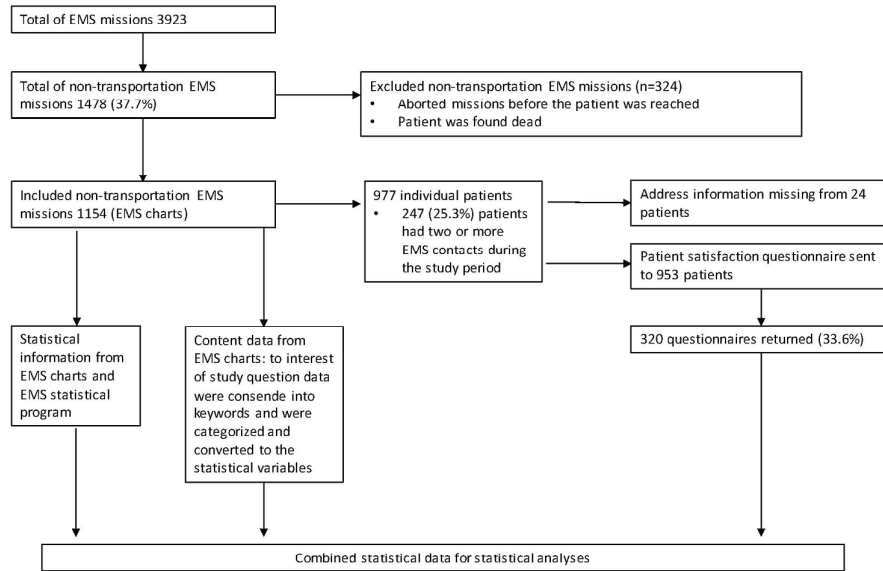 Total of EMS missions 3923
Total of non-transportation EMS
missions 1478 (37.7%)
Excluded non-transportation EMS missions (n=324)
• Aborted missions before the patient was reached
• Patient was found dead
Included non-transportation EMS
missions 1154 (EMS charts)
977 individual patients
• 247 (25.3%) patients
had two or more
EMS contacts during
the study period
Address information missing from 24
patients
Patient satisfaction questionnaire sent
to 953 patients
320 questionnaires returned (33.6%)
Statistical
information from
EMS charts and
EMS statistical
program
Content data from
EMS charts: to interest
of study question data
were consende into
keywords and were
categorized and
converted to the
statistical variables
Combined statistical data for statistical analyses